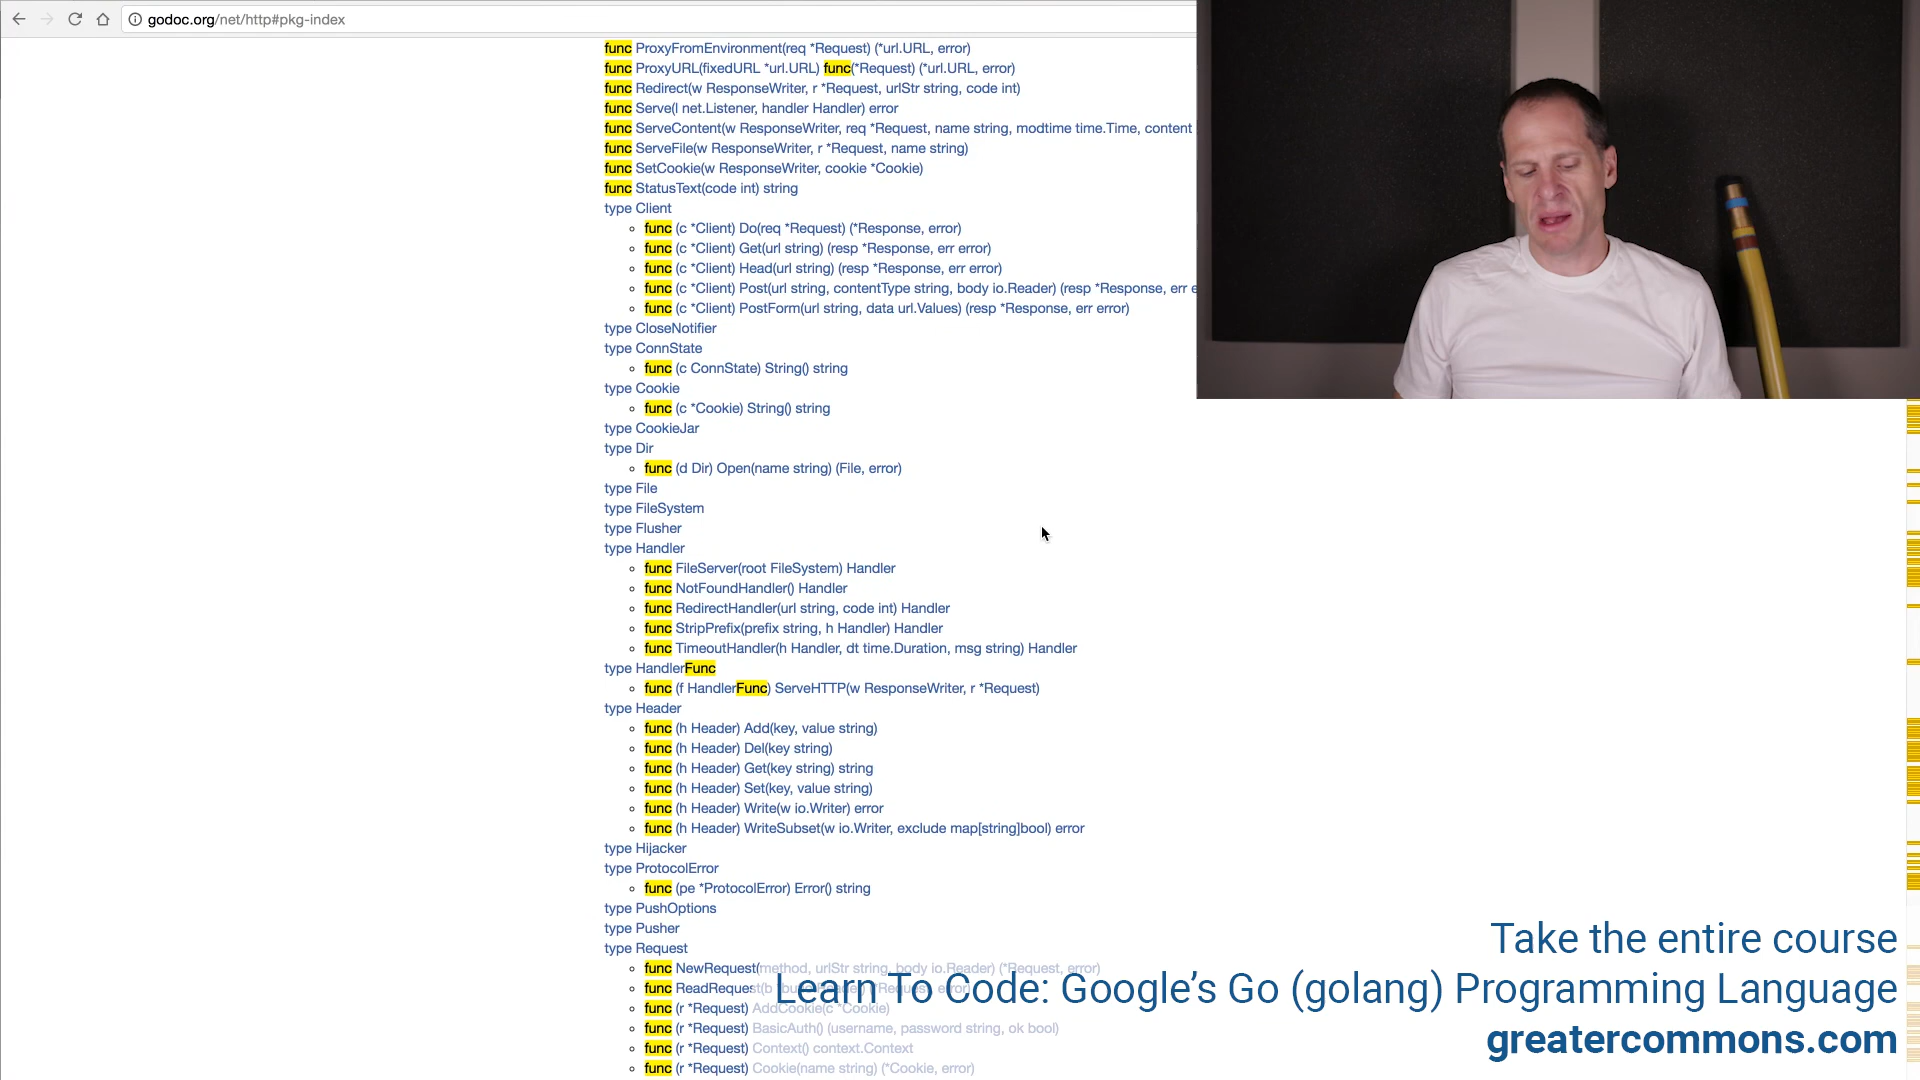 godoc.org/net/http#pkg-index
func ProxyFromEnvironment(req *Request) (*url.URL, error)
func ProxyURL(fixedURL *url.URL) func(*Request) (*url.URL, error)
func Redirect(w ResponseWriter, r *Request, urlStr string, code int)
func Serve(l net.Listener, handler Handler) error
func ServeContent(w ResponseWriter, req *Request, name string, modtime time.Time, content
func ServeFile(w ResponseWriter, r *Request, name string)
func SetCookie(w ResponseWriter, cookie *Cookie)
func StatusText(code int) string
type Client
func (c *Client) Do(req *Request) (*Response, error)
func (c *Client) Get(url string) (resp *Response, err error)
func (c *Client) Head(url string) (resp *Response, err error)
func (c *Client) Post(url string, contentType string, body io.Reader) (resp *Response, err e
func (c *Client) PostForm(url string, data url.Values) (resp *Response, err error)
type CloseNotifier
type ConnState
func (c ConnState) String() string
type Cookie
func (c *Cookie) String() string
type CookieJar
type Dir
func (d Dir) Open(name string) (File, error)
type File
type FileSystem
type Flusher
type Handler
func FileServer(root FileSystem) Handler
func NotFoundHandler() Handler
func RedirectHandler(url string, code int) Handler
func StripPrefix(prefix string, h Handler) Handler
func TimeoutHandler(h Handler, dt time.Duration, msg string) Handler
type HandlerFunc
func (f HandlerFunc) ServeHTTP(w ResponseWriter, r *Request)
type Header
func (h Header) Add(key, value string)
func (h Header) Del(key string)
func (h Header) Get(key string) string
func (h Header) Set(key, value string)
func (h Header) Write(w io.Writer) error
func (h Header) WriteSubset(w io.Writer, exclude map[string]bool) error
type Hijacker
type ProtocolError
func (pe *ProtocolError) Error() string
type PushOptions
type Pusher
type Request
func NewRequest(method, urlStr string, body io.Reader) (*Request, error)
func ReadRequest(b
func (r *Request) AddCookie(c *Cookie)
func (r *Request) BasicAuth() (username, password string, ok bool)
func (r *Request) Context() context.Context
func (r *Request) Cookie(name string) (*Cookie, error)
Take the entire course
Learn To Code: Google’s Go (golang) Programming Language
greatercommons.com